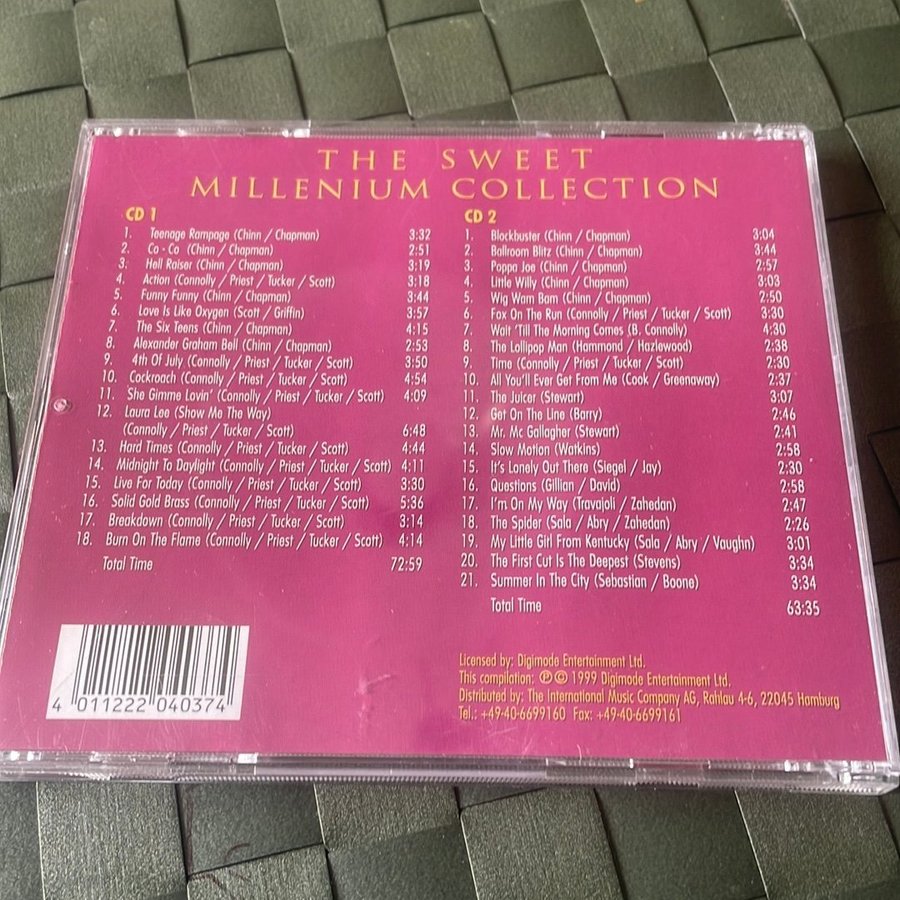 THE SWEET
MILLENIUM COLLECTION
CD 1
1. Teenage Rampage (Chinn / Chapman) 3:32
2. Co - Co (Chinn / Chapman) 2:51
3. Hell Raiser (Chinn / Chapman) 3:19
4. Action (Connolly / Priest / Tucker / Scott) 3:18
5. Funny Funny (Chinn / Chapman) 3:44
6. Love Is Like Oxygen (Scott / Griffin) 3:57
7. The Six Teens (Chinn / Chapman) 4:15
8. Alexander Graham Bell (Chinn / Chapman) 2:53
9. 4th Of July (Connolly / Priest / Tucker / Scott) 3:50
10. Cockroach (Connolly / Priest / Tucker / Scott) 4:54
11. She Gimme Lovin' (Connolly / Priest / Tucker / Scott) 4:09
12. Laura Lee (Show Me The Way)
(Connolly / Priest / Tucker / Scott) 6:48
13. Hard Times (Connolly / Priest / Tucker / Scott) 4:44
14. Midnight To Daylight (Connolly / Priest / Tucker / Scott) 4:11
15. Live For Today (Connolly / Priest / Tucker / Scott) 3:30
16. Solid Gold Brass (Connolly / Priest / Tucker / Scott) 5:36
17. Breakdown (Connolly / Priest / Tucker / Scott) 3:14
18. Burn On The Flame (Connolly / Priest / Tucker / Scott) 4:14
Total Time 72:59
CD 2
1. Blockbuster (Chinn / Chapman) 3:04
2. Ballroom Blitz (Chinn / Chapman) 3:44
3. Poppa Joe (Chinn / Chapman) 2:57
4. Little Willy (Chinn / Chapman) 3:03
5. Wig Wam Bam (Chinn / Chapman) 2:50
6. Fox On The Run (Connolly / Priest / Tucker / Scott) 3:30
7. Wait 'Till The Morning Comes (B. Connolly) 4:30
8. The Lollipop Man (Hammond / Hazlewood) 2:38
9. Time (Connolly / Priest / Tucker / Scott) 2:30
10. All You'll Ever Get From Me (Cook / Greenaway) 2:37
11. The Juicer (Stewart) 3:07
12. Get On The Line (Barry) 2:46
13. Mr. Mc Gallagher (Stewart) 2:41
14. Slow Motion (Watkins) 2:58
15. It's Lonely Out There (Siegel / Jay) 2:30
16. Questions (Gillian / David) 2:58
17. I'm On My Way (Travajoli / Zahedan) 2:47
18. The Spider (Sala / Abry / Zahedan) 2:26
19. My Little Girl From Kentucky (Sala / Abry / Vaughn) 3:01
20. The First Cut Is The Deepest (Stevens) 3:34
21. Summer In The City (Sebastian / Boone) 3:34
Total Time 63:35
4 011222 040374
Licensed by: Digimode Entertainment Ltd.
This compilation: ℗© 1999 Digimode Entertainment Ltd.
Distributed by: The International Music Company AG, Rahlau 4-6, 22045 Hamburg
Tel.: +49-40-6699160 Fax: +49-40-6699161